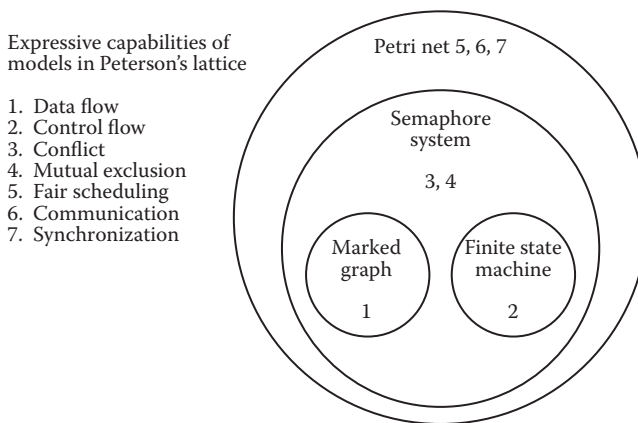 Expressive capabilities of
models in Peterson's lattice
1. Data flow
2. Control flow
3. Conflict
4. Mutual exclusion
5. Fair scheduling
6. Communication
7. Synchronization
Petri net 5, 6, 7
Semaphore
system
3, 4
Marked
graph
1
Finite state
machine
2